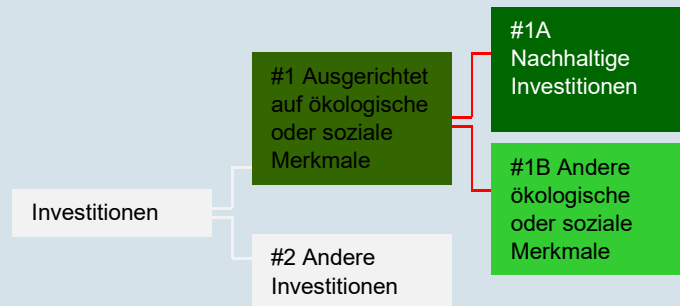 Investitionen
#1 Ausgerichtet
auf ökologische
oder soziale
Merkmale
#2 Andere
Investitionen
#1A
Nachhaltige
Investitionen
#1B Andere
ökologische
oder soziale
Merkmale